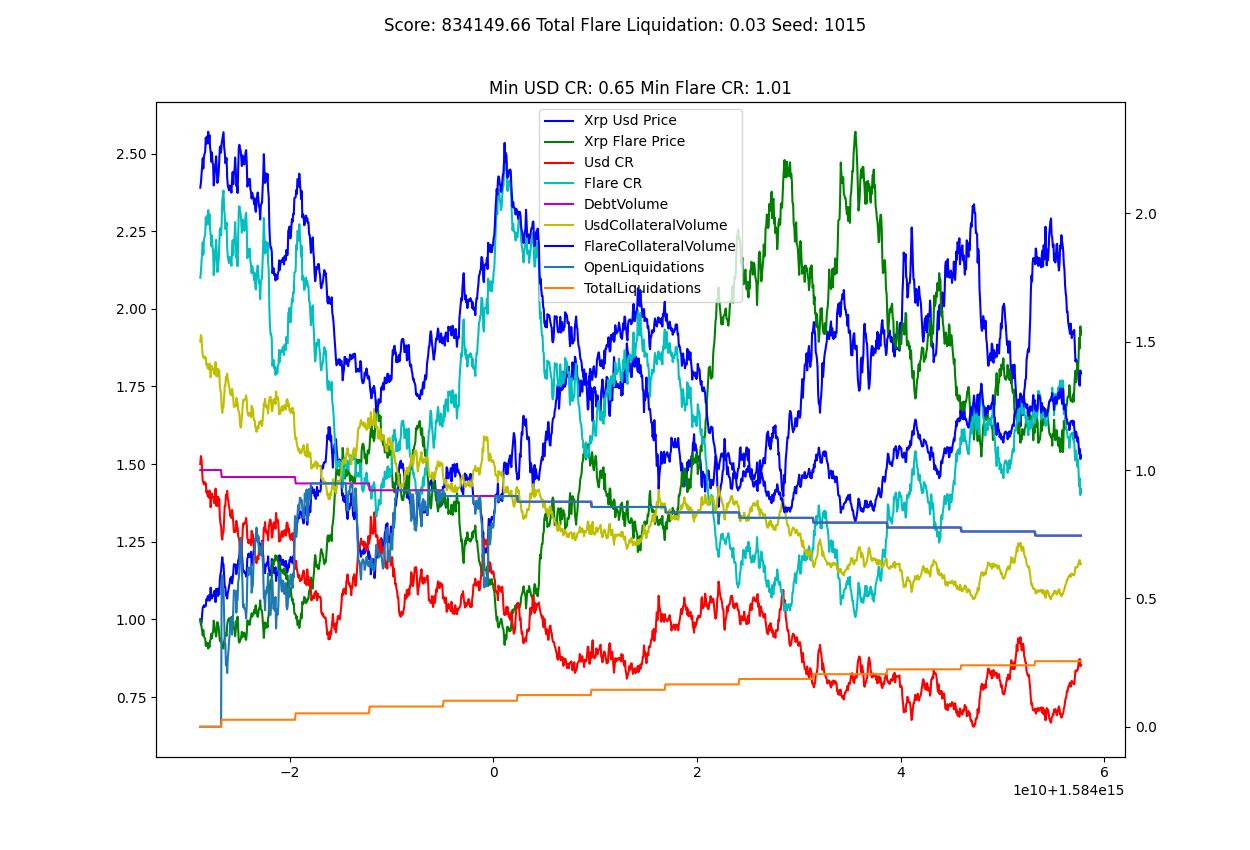 Score: 834149.66 Total Flare Liquidation: 0.03 Seed: 1015
Min USD CR: 0.65 Min Flare CR: 1.01
Xrp Usd Price
Xrp Flare Price
Usd CR
Flare CR
DebtVolume
UsdCollateralVolume
FlareCollateralVolume
OpenLiquidations
TotalLiquidations
2.50
2.25
2.00
1.75
1.50
1.25
1.00
0.75
2.0
1.5
1.0
0.5
0.0
−2 0 2 4 6
1e10+1.584e15